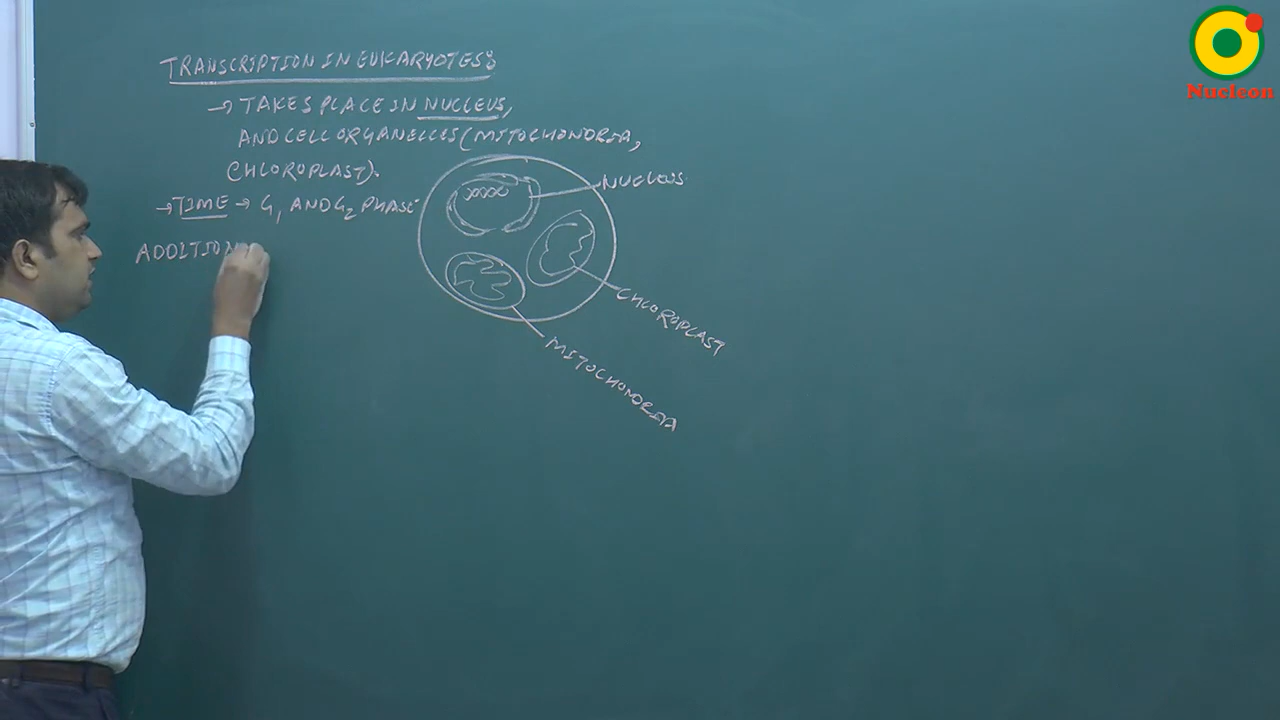 TRANSCRIPTION IN EUKARYOTES:
→ TAKES PLACE IN NUCLEUS,
AND CELL ORGANELLES (MITOCHONDRIA,
CHLOROPLAST).
→ TIME → G1 AND G2 PHASE
ADDITION
NUCLEUS
CHLOROPLAST
MITOCHONDRIA
Nucleon